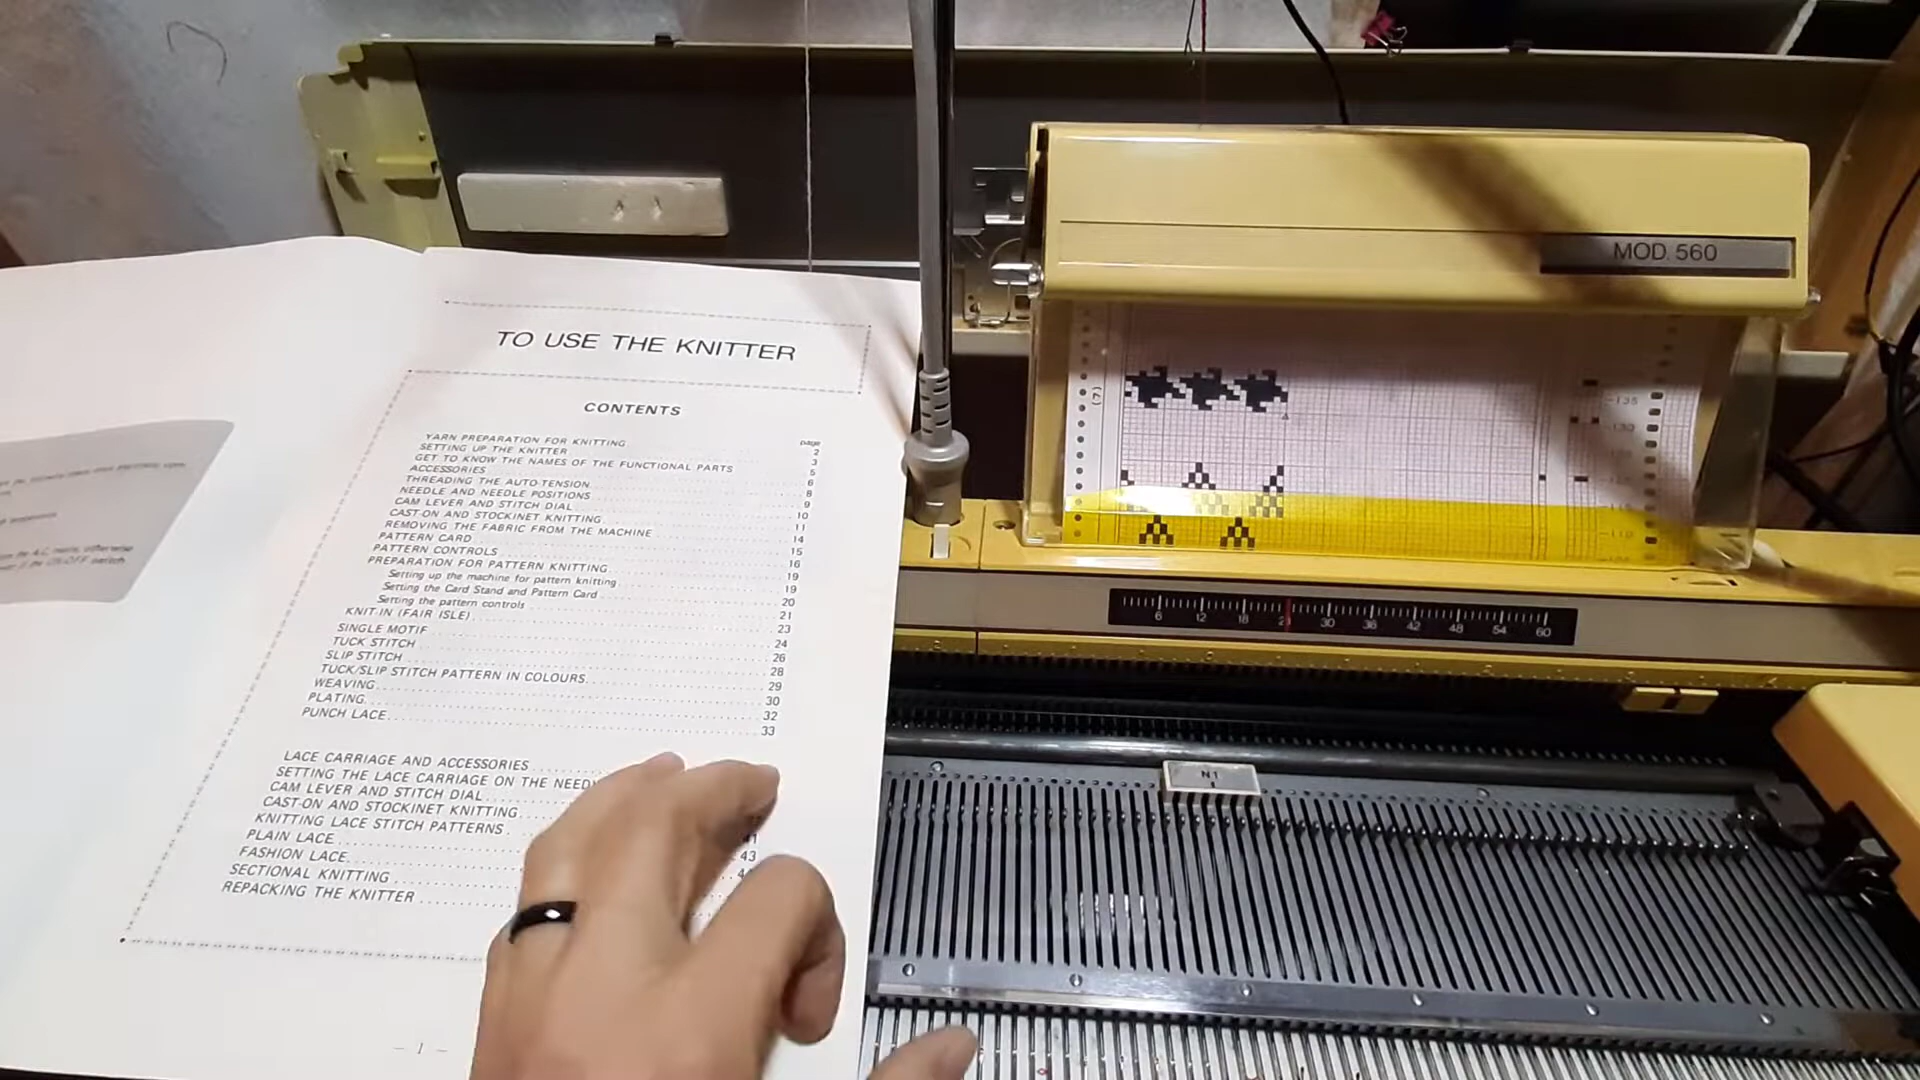 TO USE THE KNITTER
CONTENTS
page
YARN PREPARATION FOR KNITTING 2
SETTING UP THE KNITTER 3
GET TO KNOW THE NAMES OF THE FUNCTIONAL PARTS 5
ACCESSORIES 6
THREADING THE AUTO-TENSION 8
NEEDLE AND NEEDLE POSITIONS 9
CAM LEVER AND STITCH DIAL 10
CAST-ON AND STOCKINET KNITTING 11
REMOVING THE FABRIC FROM THE MACHINE 14
PATTERN CARD 15
PATTERN CONTROLS 16
PREPARATION FOR PATTERN KNITTING 19
Setting up the machine for pattern knitting 19
Setting the Card Stand and Pattern Card 20
Setting the pattern controls 21
KNIT-IN (FAIR ISLE) 23
SINGLE MOTIF 24
TUCK STITCH 26
SLIP STITCH 28
TUCK/SLIP STITCH PATTERN IN COLOURS 29
WEAVING 30
PLATING 32
PUNCH LACE 33
LACE CARRIAGE AND ACCESSORIES
SETTING THE LACE CARRIAGE ON THE
CAM LEVER AND STITCH DIAL
CAST-ON AND STOCKINET KNITTING
KNITTING LACE STITCH PATTERNS 41
PLAIN LACE 43
FASHION LACE
SECTIONAL KNITTING
REPACKING THE KNITTER
– 1 –
MOD. 560
-135
-130
-110
6 12 18 30 36 42 48 54 60
N1
1